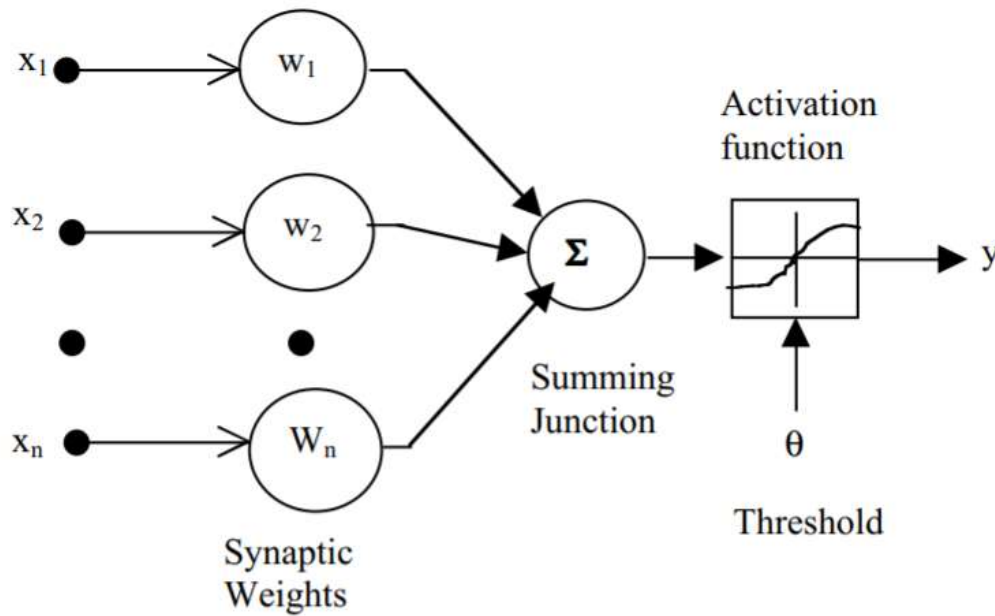 x₁
w₁
Activation
function
x₂
w₂
Σ
y
Summing
Junction
xₙ
Wₙ
θ
Threshold
Synaptic
Weights